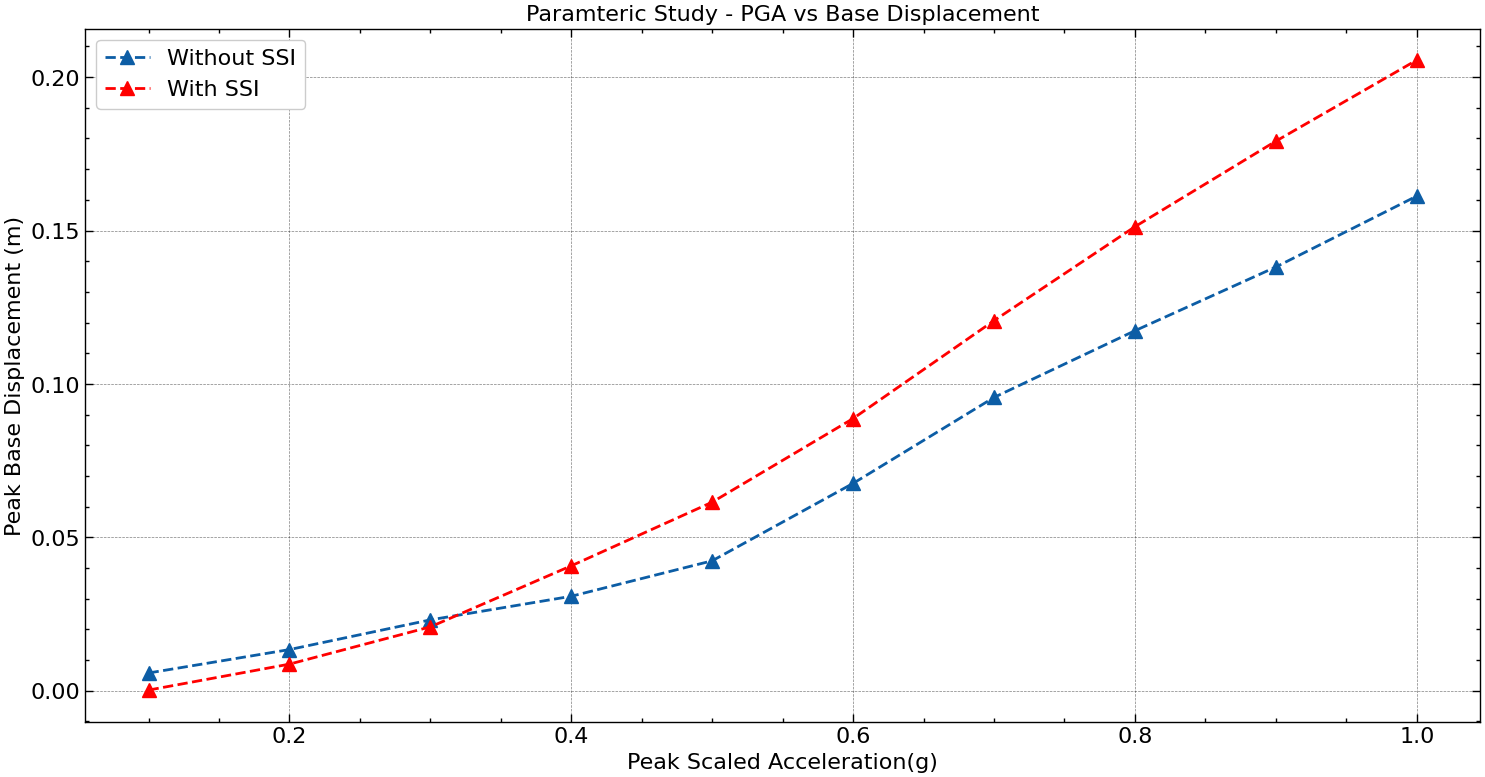 Paramteric Study - PGA vs Base Displacement
Without SSI
With SSI
Peak Base Displacement (m)
0.20
0.15
0.10
0.05
0.00
0.2
0.4
0.6
0.8
1.0
Peak Scaled Acceleration(g)